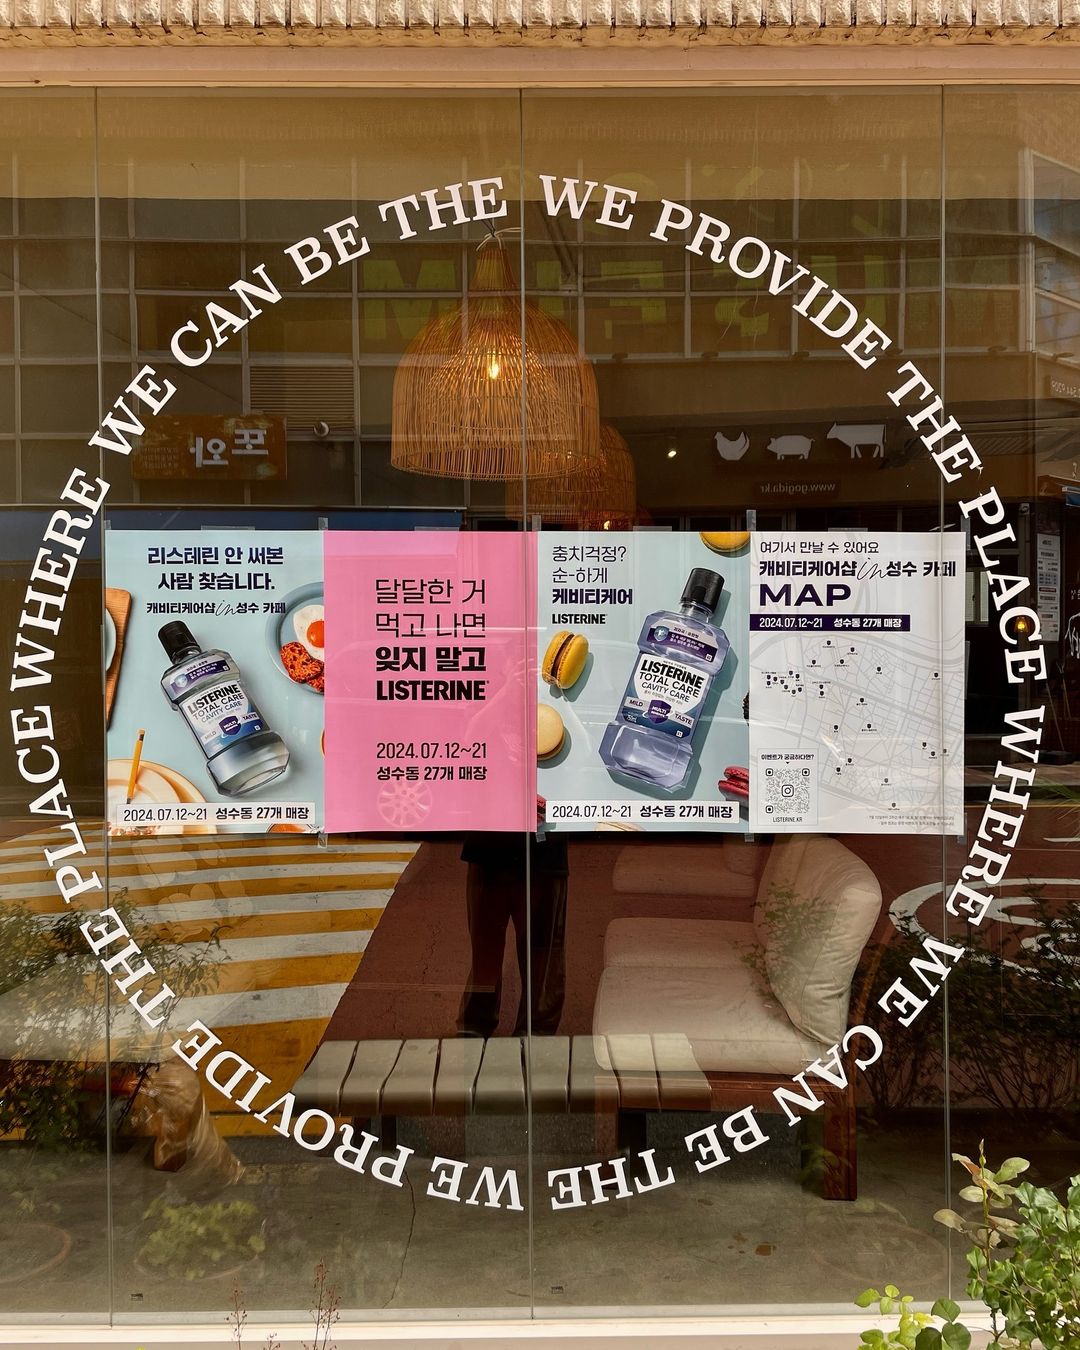 WE PROVIDE THE PLACE WHERE WE CAN BE THE WE PROVIDE THE PLACE WHERE WE CAN BE THE
www.gogida.kr
또와
리스테린 안 써본
사람 찾습니다.
캐비티케어샵 in 성수 카페
LISTERINE
TOTAL CARE
CAVITY CARE
MILD
MULTI
TASTE
2024.07.12~21 성수동 27개 매장
달달한 거
먹고 나면
잊지 말고
LISTERINE
2024.07.12~21
성수동 27개 매장
충치걱정?
순-하게
케비티케어
LISTERINE
LISTERINE
TOTAL CARE
CAVITY CARE
MILD
MULTI
TASTE
2024.07.12~21 성수동 27개 매장
여기서 만날 수 있어요
캐비티케어샵 in 성수 카페
MAP
2024.07.12~21 성수동 27개 매장
이벤트가 궁금하다면?
LISTERINE.KR